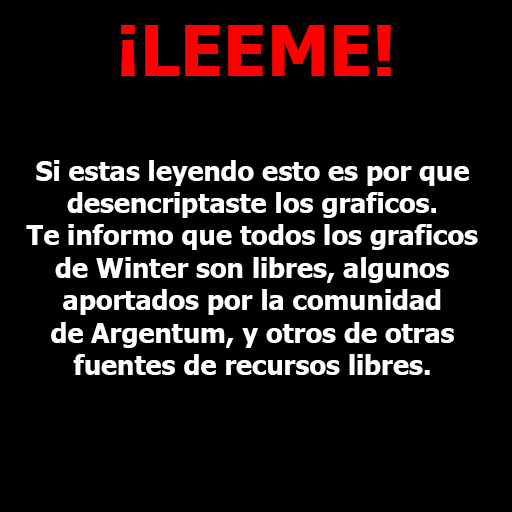 ¡LEEME!
Si estas leyendo esto es por que
desencriptaste los graficos.
Te informo que todos los graficos
de Winter son libres, algunos
aportados por la comunidad
de Argentum, y otros de otras
fuentes de recursos libres.